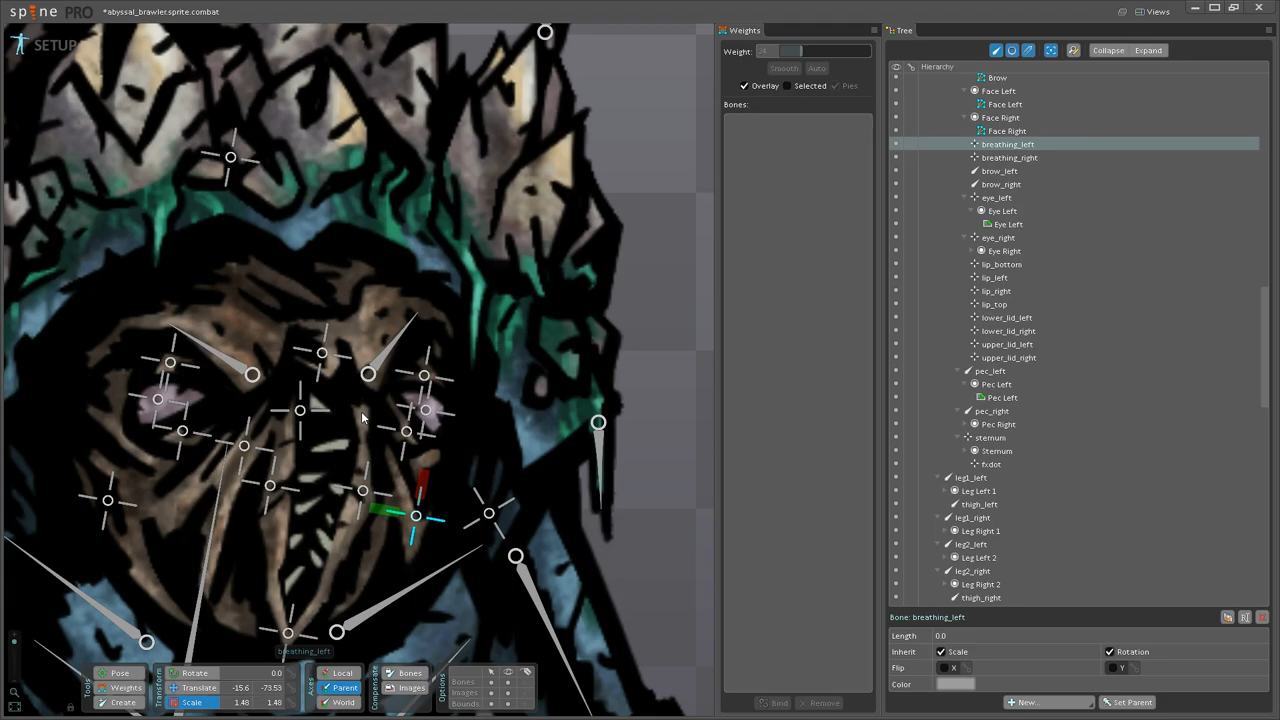 spine PRO
*abyssal_brawler.sprite.combat
Views
SETUP
Weights
Tree
Weight: 24
Smooth
Auto
Overlay
Selected
Pies
Bones:
Bind
Remove
Collapse
Expand
Hierarchy
Brow
Face Left
Face Left
Face Right
Face Right
breathing_left
breathing_right
brow_left
brow_right
eye_left
Eye Left
Eye Left
eye_right
Eye Right
lip_bottom
lip_left
lip_right
lip_top
lower_lid_left
lower_lid_right
upper_lid_left
upper_lid_right
pec_left
Pec Left
Pec Left
pec_right
Pec Right
sternum
Sternum
fxdot
leg1_left
Leg Left 1
thigh_left
leg1_right
Leg Right 1
leg2_left
Leg Left 2
leg2_right
Leg Right 2
thigh_right
Bone: breathing_left
Length 0.0
Inherit Scale Rotation
Flip X Y
Color
New...
Set Parent
breathing_left
Tools
Pose
Weights
Create
Transform
Rotate 0.0
Translate -15.6 -73.53
Scale 1.48 1.48
Axes
Local
Parent
World
Compensate
Bones
Images
Options
Bones
Images
Bounds